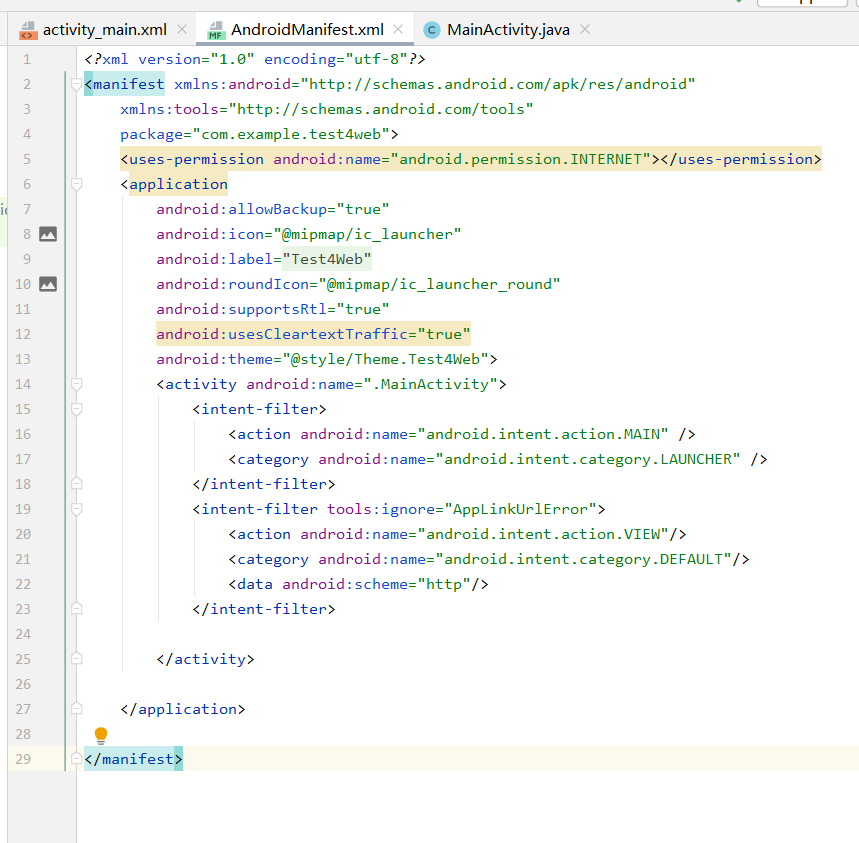 activity_main.xml AndroidManifest.xml MainActivity.java
1 <?xml version="1.0" encoding="utf-8"?>
2 <manifest xmlns:android="http://schemas.android.com/apk/res/android"
3 xmlns:tools="http://schemas.android.com/tools"
4 package="com.example.test4web">
5 <uses-permission android:name="android.permission.INTERNET"></uses-permission>
6 <application
7 android:allowBackup="true"
8 android:icon="@mipmap/ic_launcher"
9 android:label="Test4Web"
10 android:roundIcon="@mipmap/ic_launcher_round"
11 android:supportsRtl="true"
12 android:usesCleartextTraffic="true"
13 android:theme="@style/Theme.Test4Web">
14 <activity android:name=".MainActivity">
15 <intent-filter>
16 <action android:name="android.intent.action.MAIN" />
17 <category android:name="android.intent.category.LAUNCHER" />
18 </intent-filter>
19 <intent-filter tools:ignore="AppLinkUrlError">
20 <action android:name="android.intent.action.VIEW"/>
21 <category android:name="android.intent.category.DEFAULT"/>
22 <data android:scheme="http"/>
23 </intent-filter>
24
25 </activity>
26
27 </application>
28
29 </manifest>